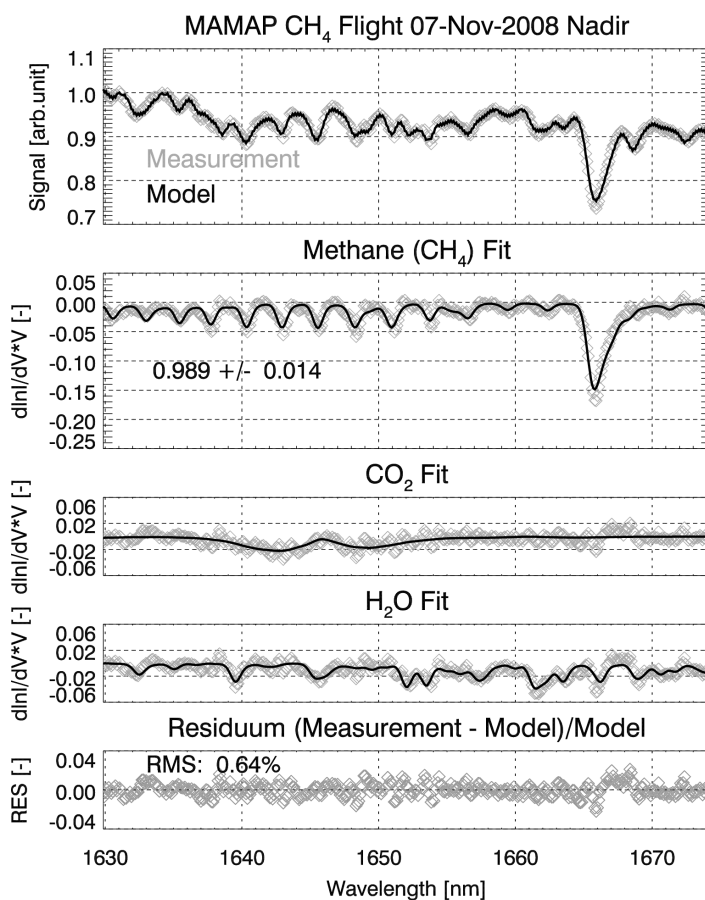 MAMAP CH₄ Flight 07-Nov-2008 Nadir
Signal [arb.unit]
1.1
1.0
0.9
0.8
0.7
Measurement
Model
Methane (CH₄) Fit
dlnI/dV*V [-]
0.05
0.00
-0.05
-0.10
-0.15
-0.20
-0.25
0.989 +/- 0.014
CO₂ Fit
dlnI/dV*V [-]
0.06
0.02
-0.02
-0.06
H₂O Fit
dlnI/dV*V [-]
0.06
0.02
-0.02
-0.06
Residuum (Measurement - Model)/Model
RES [-]
0.04
0.00
-0.04
RMS: 0.64%
1630 1640 1650 1660 1670
Wavelength [nm]